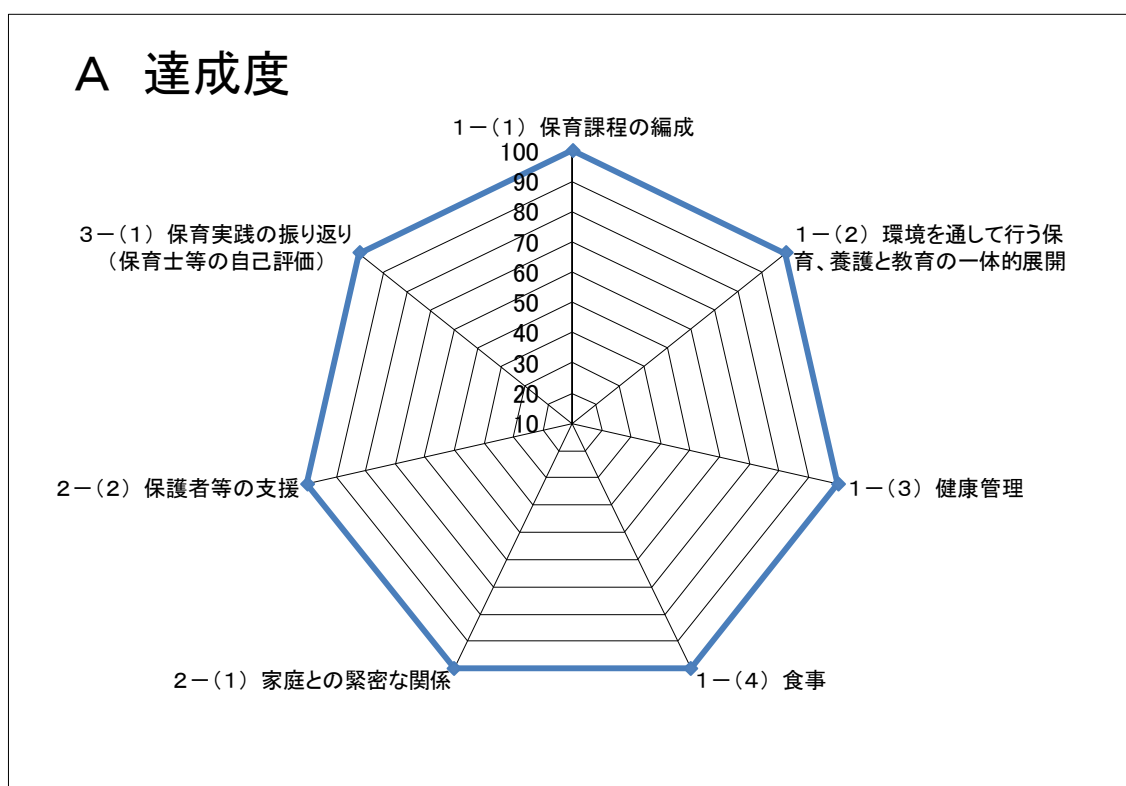 A 達成度
1－(1) 保育課程の編成
100
90
80
70
60
50
40
30
20
10
1－(2) 環境を通して行う保
育、養護と教育の一体的展開
1－(3) 健康管理
1－(4) 食事
2－(1) 家庭との緊密な関係
2－(2) 保護者等の支援
3－(1) 保育実践の振り返り
(保育士等の自己評価)